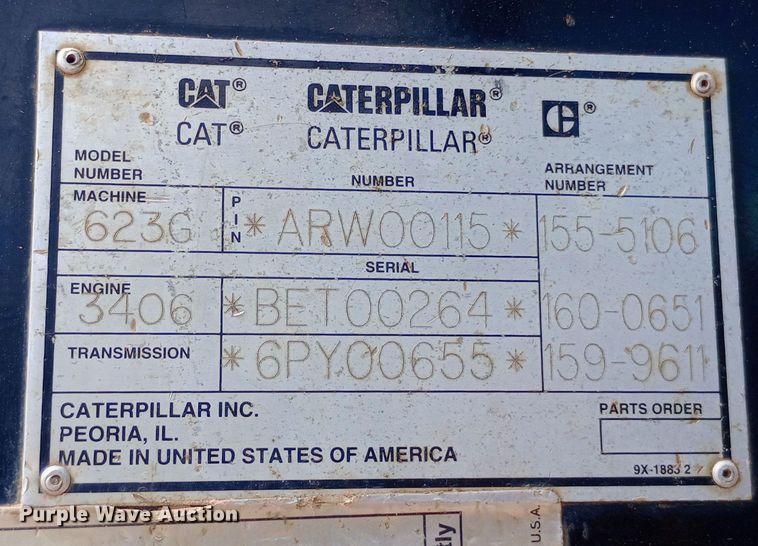 CAT® CATERPILLAR® ®
CAT® CATERPILLAR®
MODEL NUMBER NUMBER ARRANGEMENT NUMBER
MACHINE
623G PIN *ARW00115* 155-5106
SERIAL
ENGINE
3406 *BET00264* 160-0651
TRANSMISSION *6PY00655* 159-9611
CATERPILLAR INC. PARTS ORDER
PEORIA, IL.
MADE IN UNITED STATES OF AMERICA 9X-1883 2
Purple Wave Auction
U.S.A.